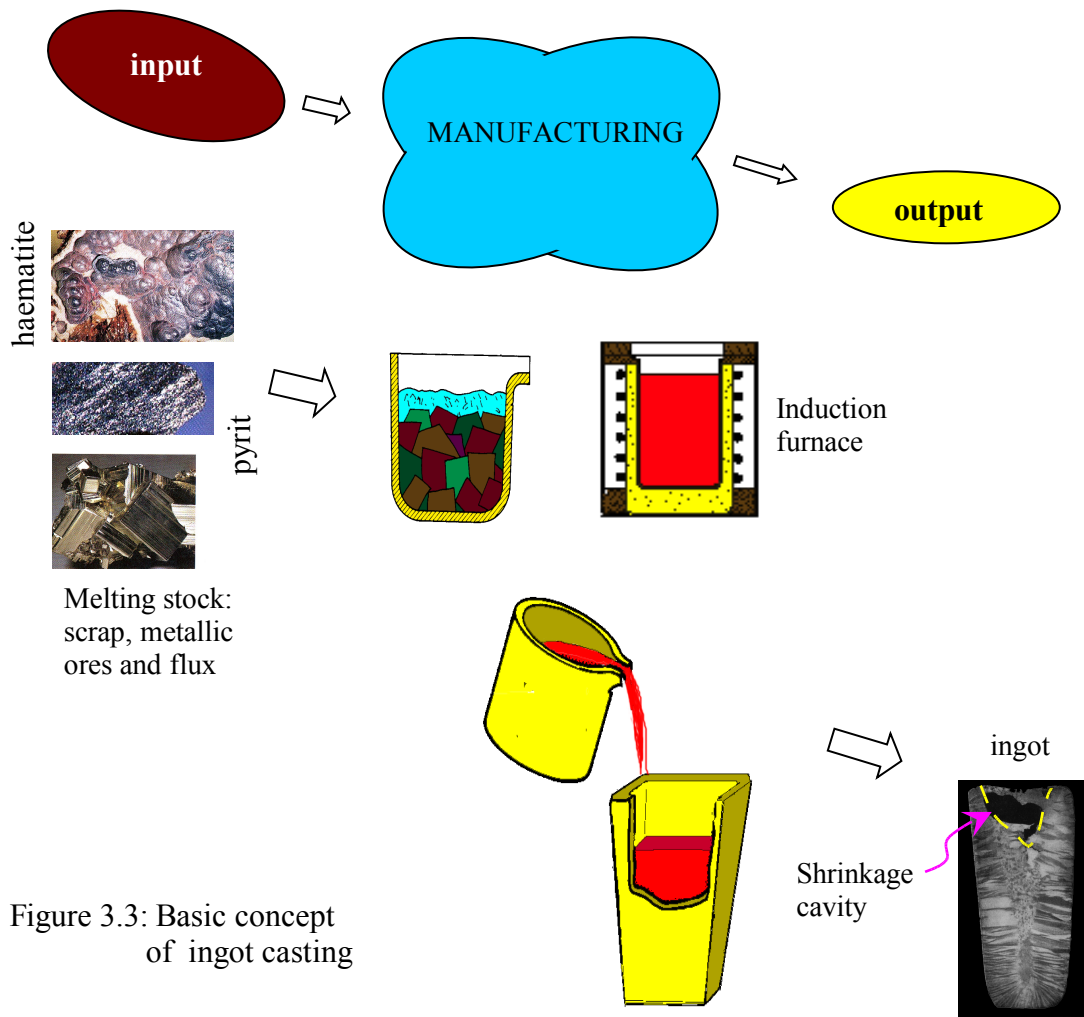 input
MANUFACTURING
output
haematite
pyrit
Induction
furnace
Melting stock:
scrap, metallic
ores and flux
ingot
Shrinkage
cavity
Figure 3.3: Basic concept
of ingot casting